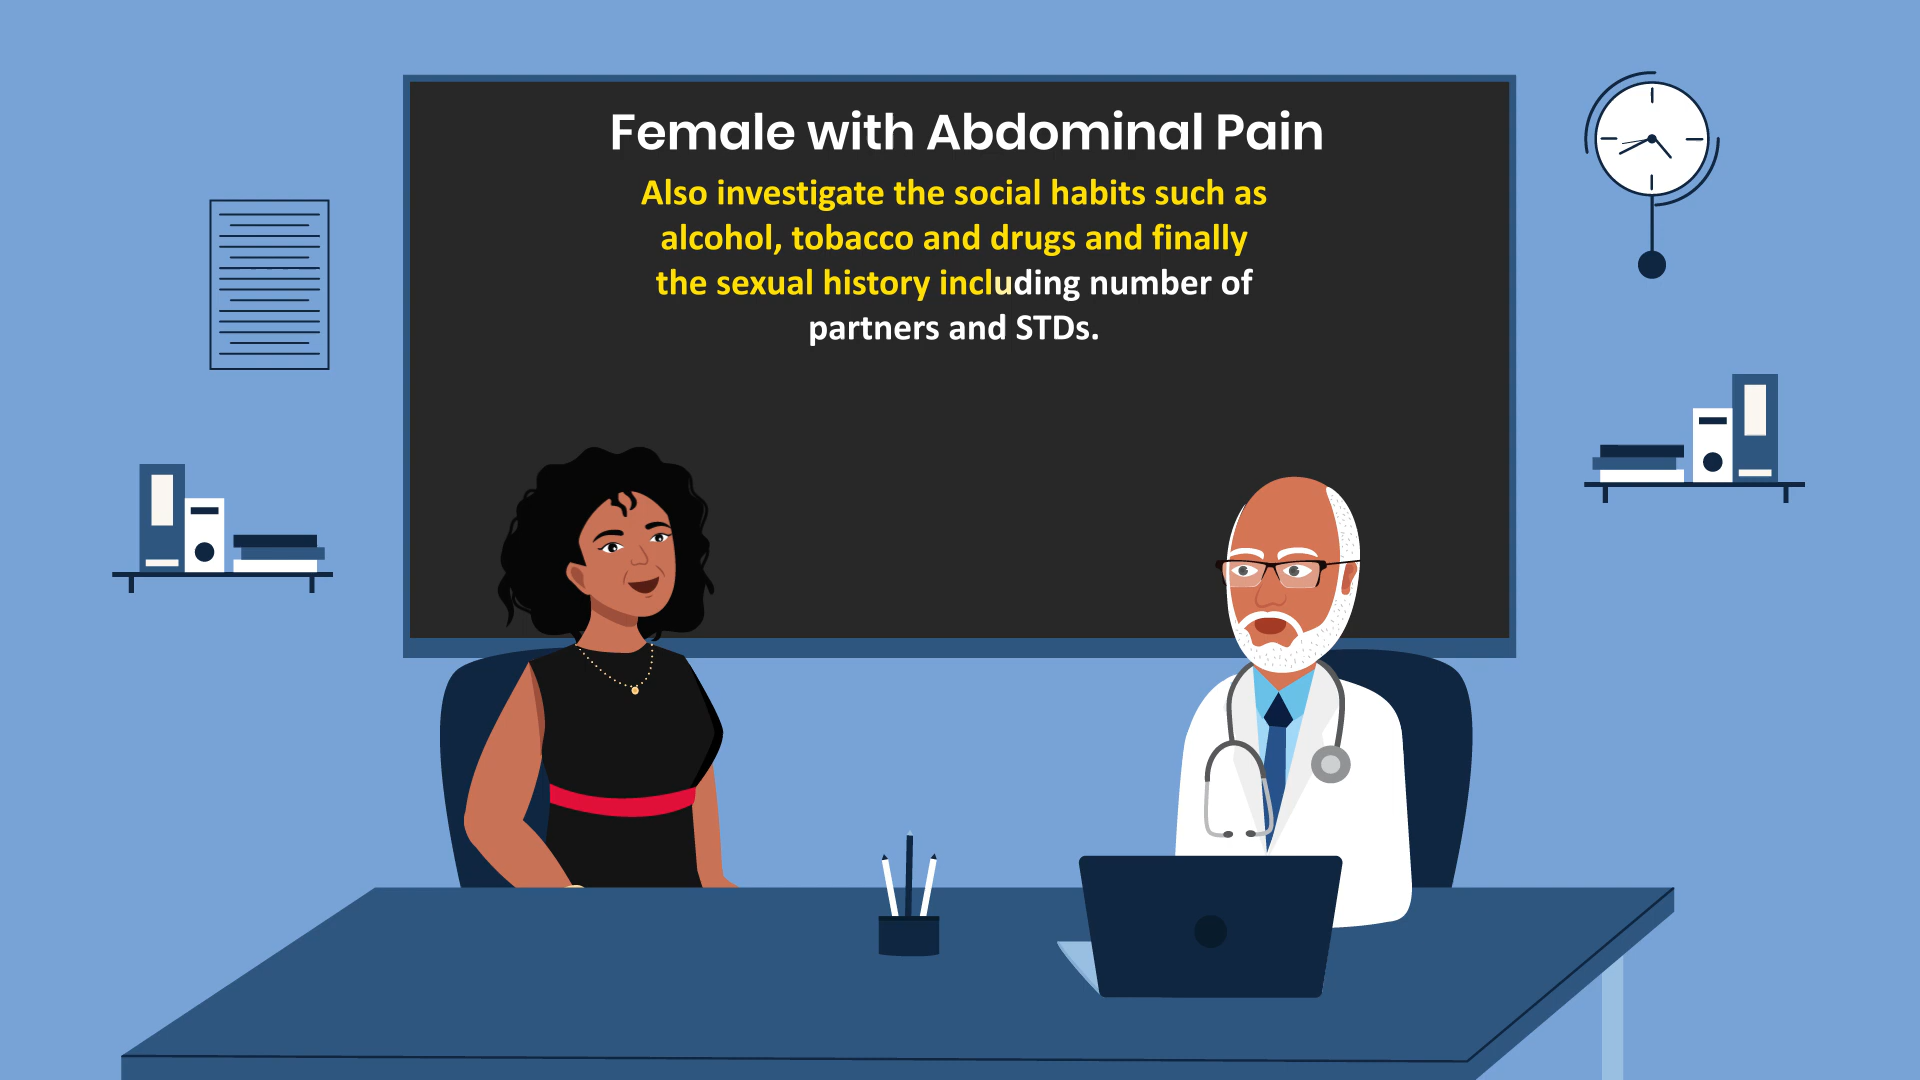 Female with Abdominal Pain
Also investigate the social habits such as
alcohol, tobacco and drugs and finally
the sexual history including number of
partners and STDs.